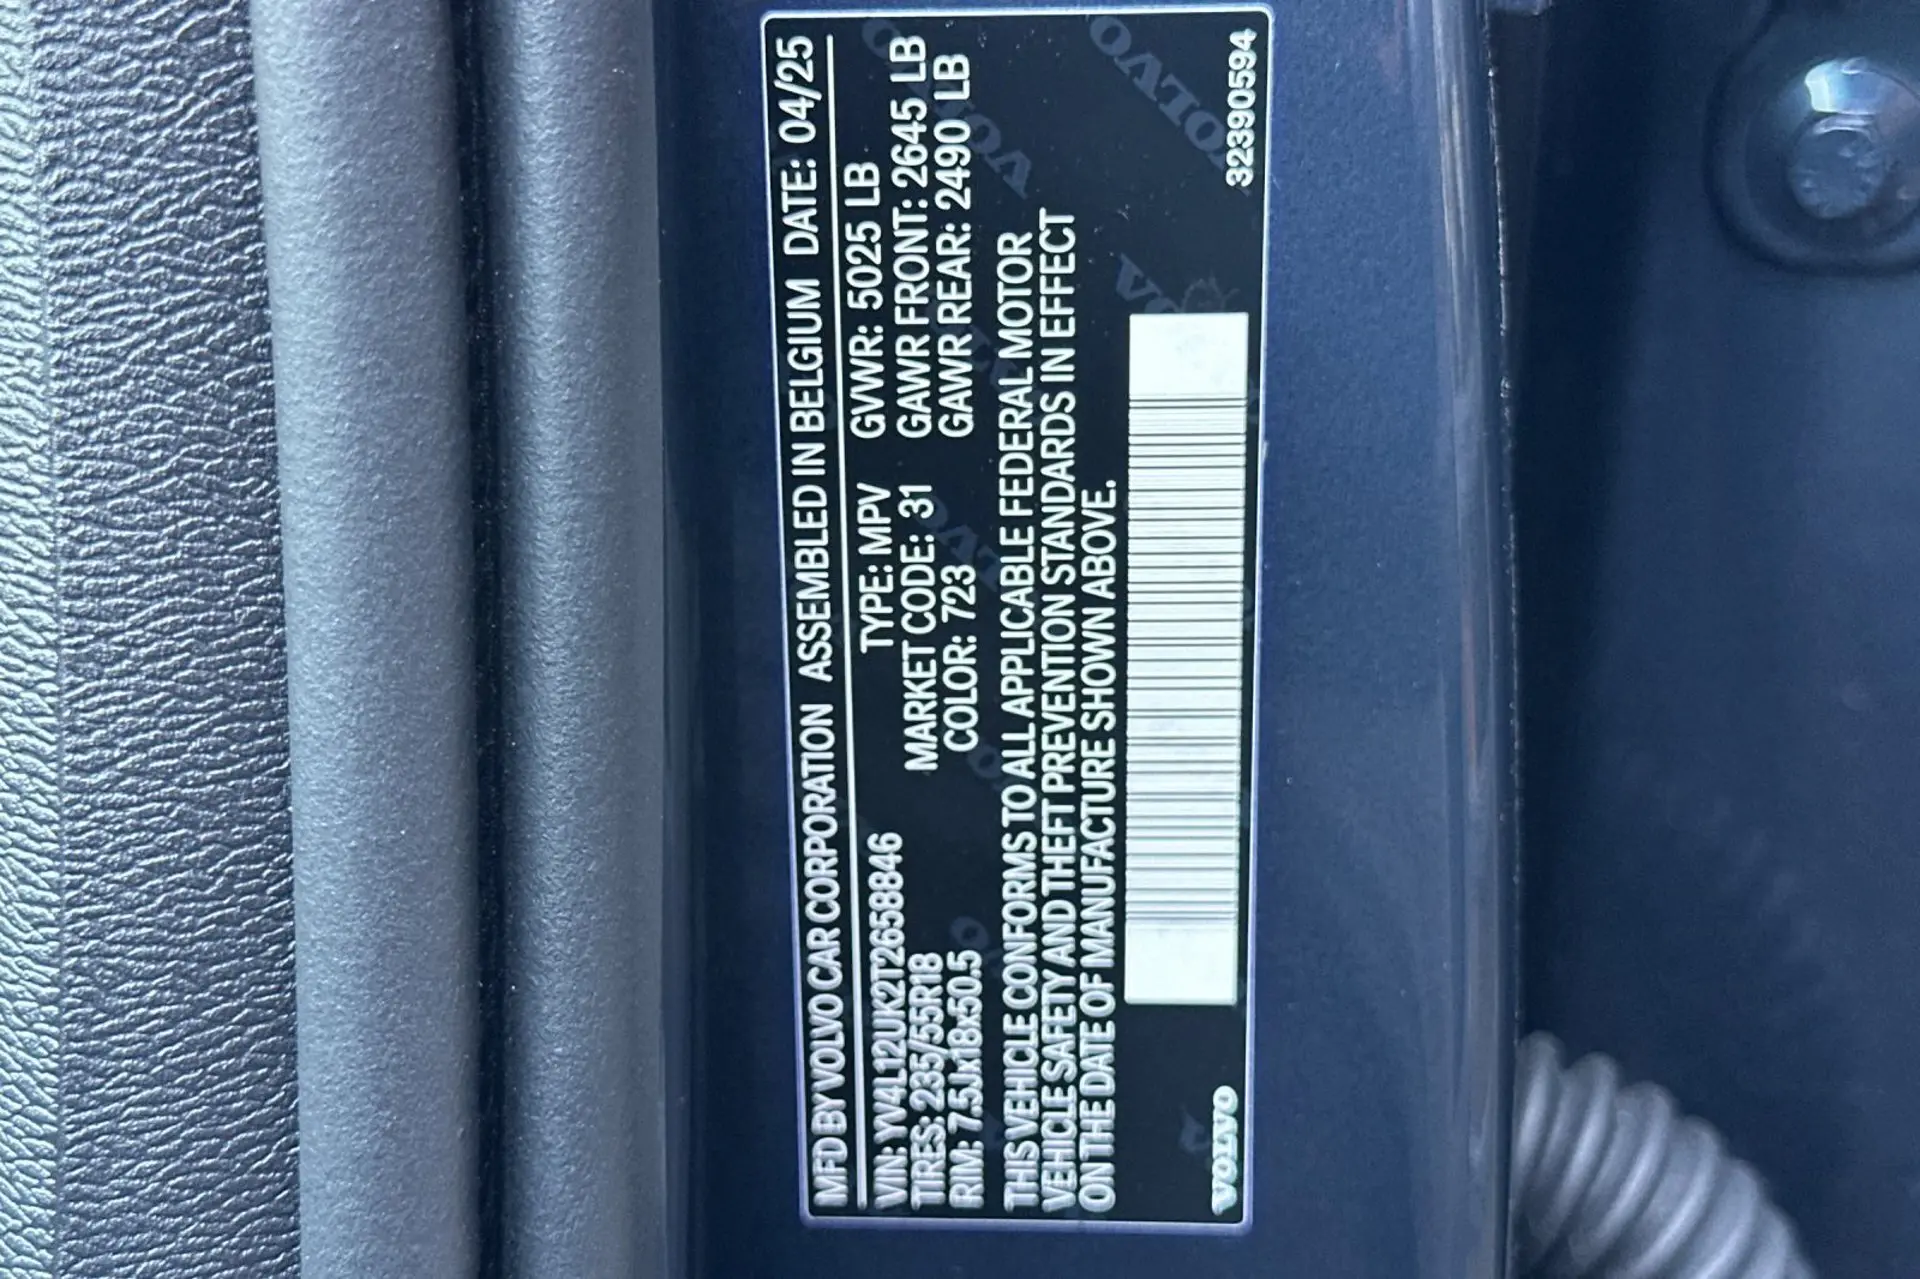 MFD BY VOLVO CAR CORPORATION ASSEMBLED IN BELGIUM DATE: 04/25
VIN: YV4L12UK2T2658846 TYPE: MPV GVWR: 5025 LB
TIRES: 235/55R18 MARKET CODE: 31 GAWR FRONT: 2645 LB
RIM: 7.5Jx18x50.5 COLOR: 723 GAWR REAR: 2490 LB
THIS VEHICLE CONFORMS TO ALL APPLICABLE FEDERAL MOTOR
VEHICLE SAFETY AND THEFT PREVENTION STANDARDS IN EFFECT
ON THE DATE OF MANUFACTURE SHOWN ABOVE.
VOLVO 32390594